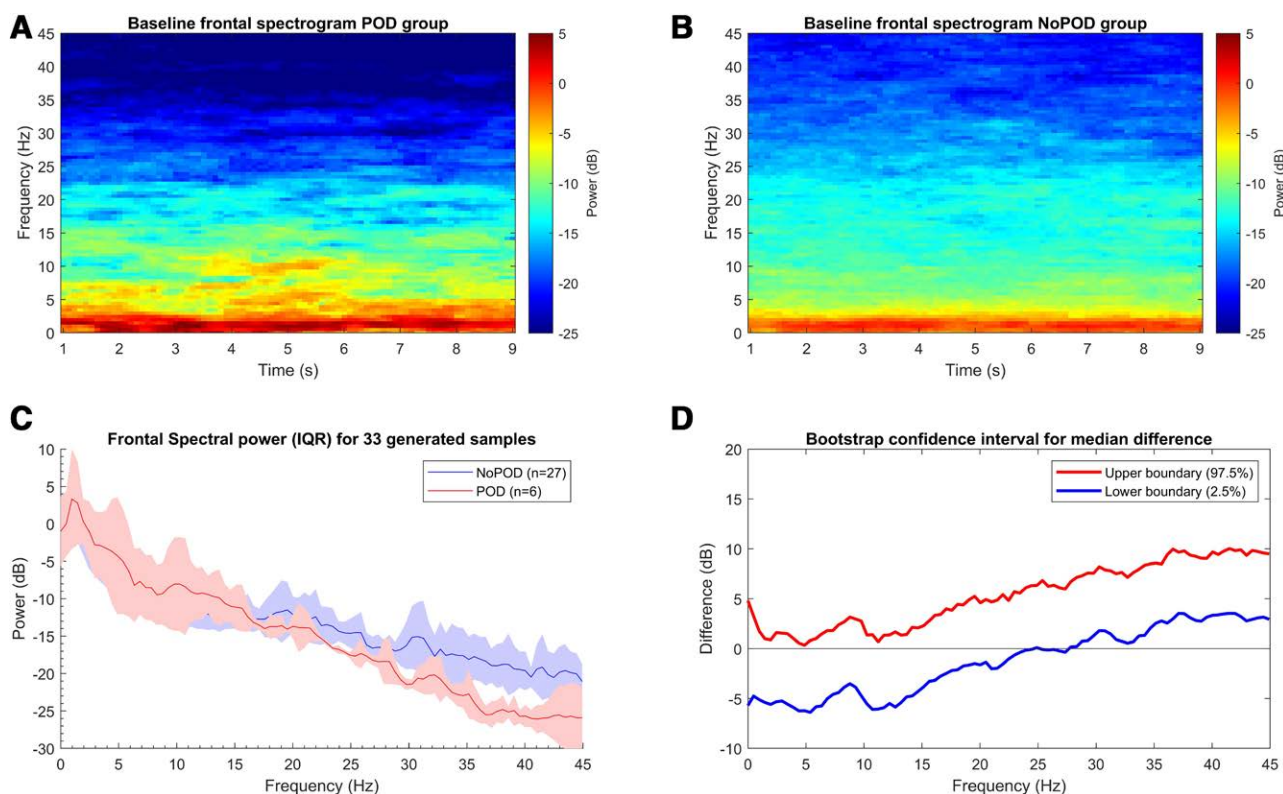 A
Baseline frontal spectrogram POD group
45
40
35
30
25
20
15
10
5
0
Frequency (Hz)
1 2 3 4 5 6 7 8 9
Time (s)
5
0
-5
-10
-15
-20
-25
Power (dB)
B
Baseline frontal spectrogram NoPOD group
45
40
35
30
25
20
15
10
5
0
Frequency (Hz)
1 2 3 4 5 6 7 8 9
Time (s)
5
0
-5
-10
-15
-20
-25
Power (dB)
C
Frontal Spectral power (IQR) for 33 generated samples
NoPOD (n=27)
POD (n=6)
10
5
0
-5
-10
-15
-20
-25
-30
Power (dB)
0 5 10 15 20 25 30 35 40 45
Frequency (Hz)
D
Bootstrap confidence interval for median difference
Upper boundary (97.5%)
Lower boundary (2.5%)
20
15
10
5
0
-5
-10
Difference (dB)
0 5 10 15 20 25 30 35 40 45
Frequency (Hz)